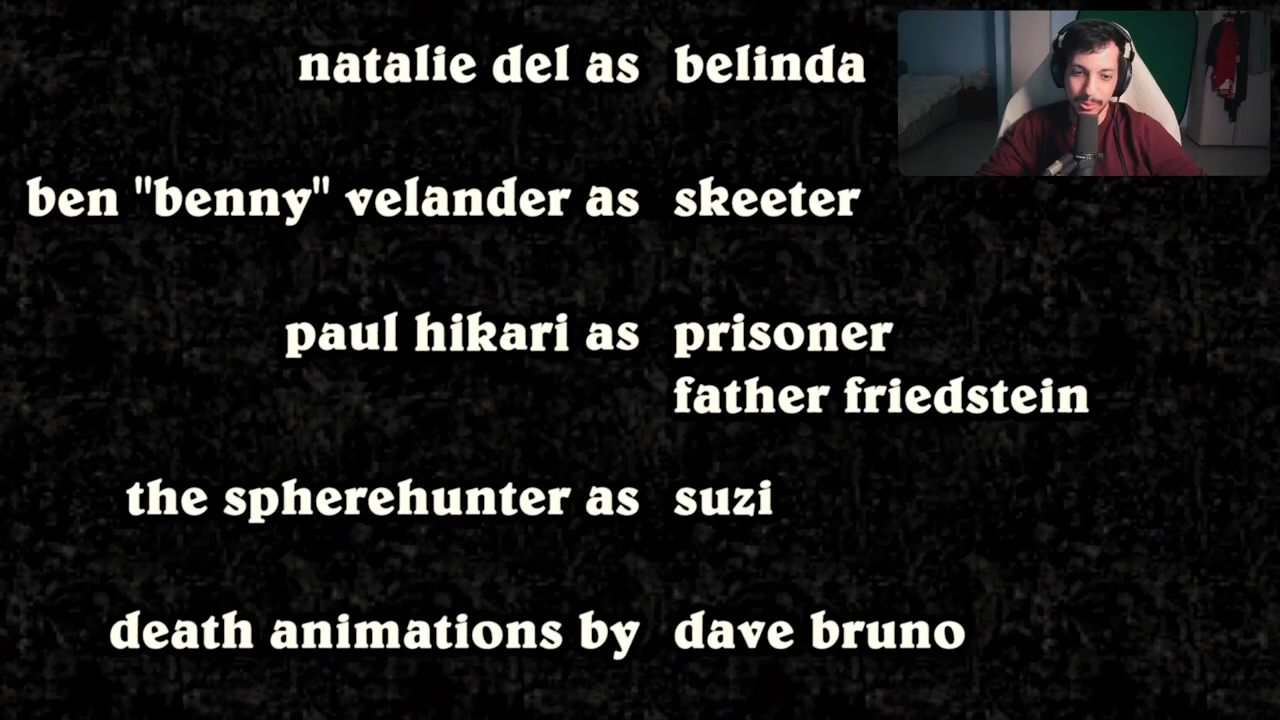 natalie del as belinda
ben "benny" velander as skeeter
paul hikari as prisoner
father friedstein
the spherehunter as suzi
death animations by dave bruno